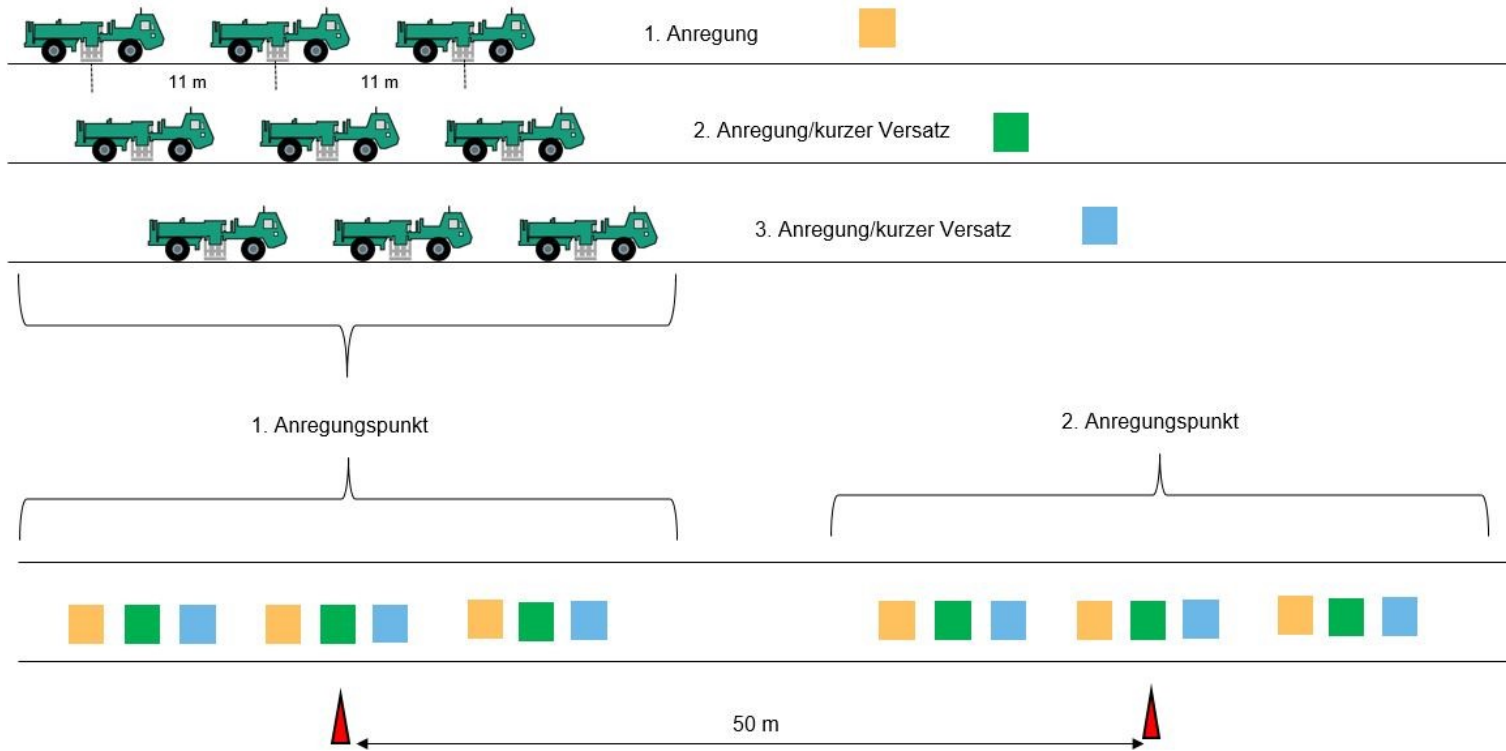 1. Anregung
11 m
11 m
2. Anregung/kurzer Versatz
3. Anregung/kurzer Versatz
1. Anregungspunkt
2. Anregungspunkt
50 m